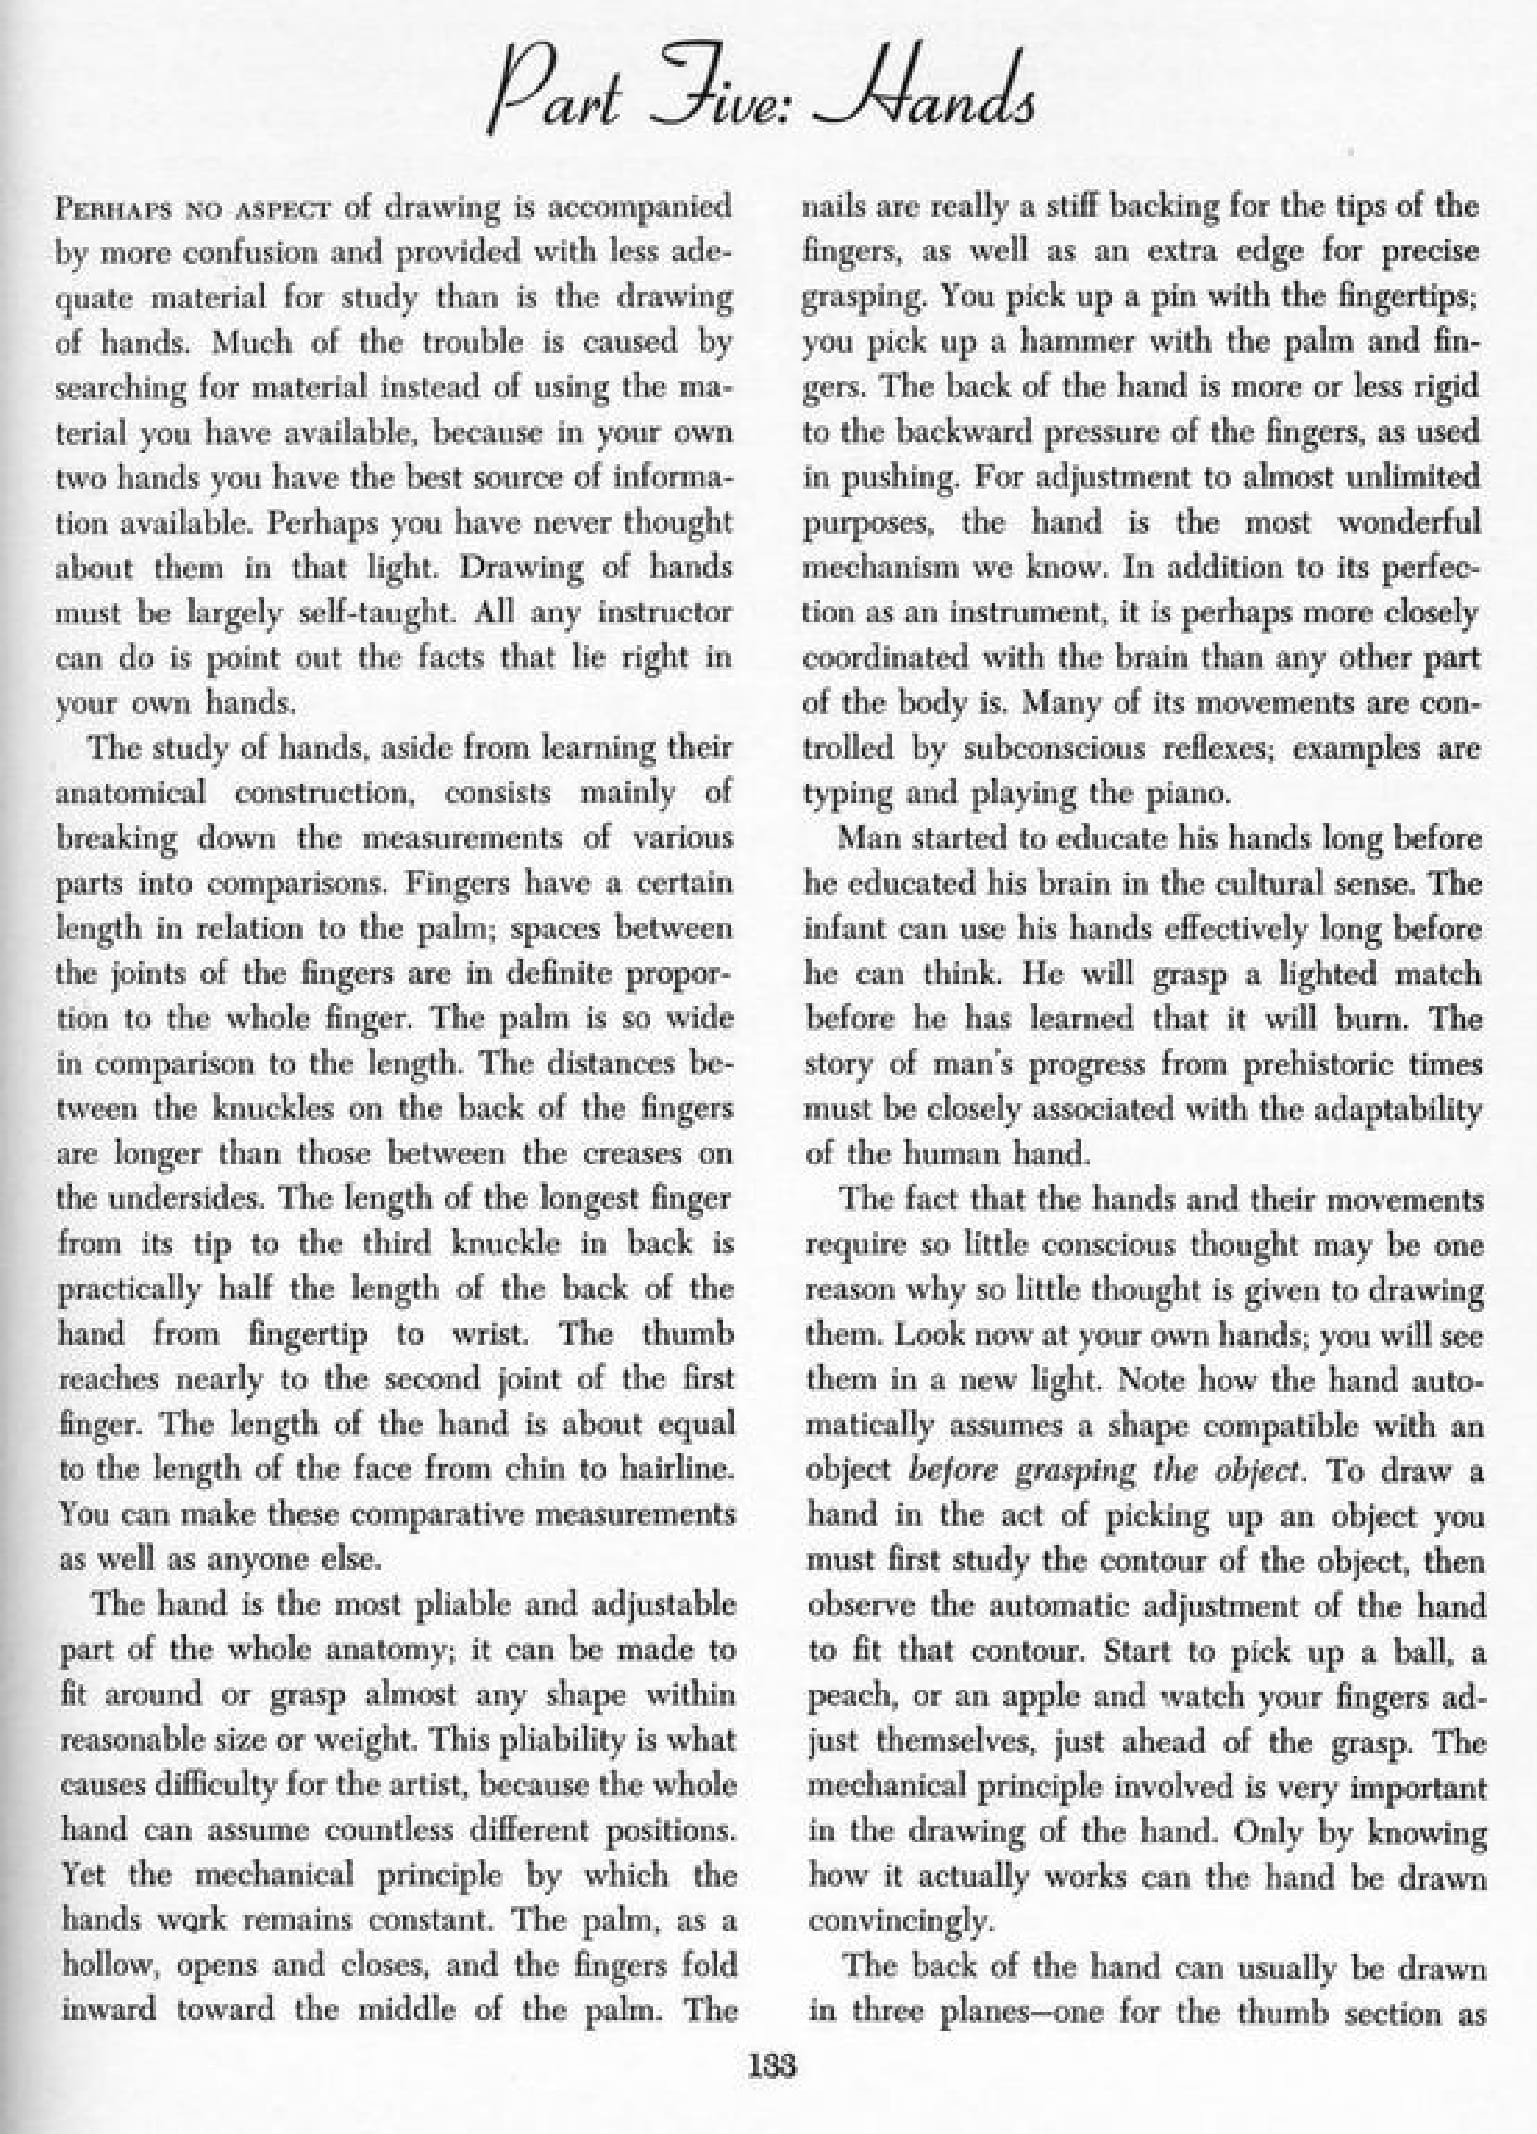 Part Five: Hands
PERHAPS NO ASPECT of drawing is accompanied
by more confusion and provided with less ade-
quate material for study than is the drawing
of hands. Much of the trouble is caused by
searching for material instead of using the ma-
terial you have available, because in your own
two hands you have the best source of informa-
tion available. Perhaps you have never thought
about them in that light. Drawing of hands
must be largely self-taught. All any instructor
can do is point out the facts that lie right in
your own hands.
The study of hands, aside from learning their
anatomical construction, consists mainly of
breaking down the measurements of various
parts into comparisons. Fingers have a certain
length in relation to the palm; spaces between
the joints of the fingers are in definite propor-
tion to the whole finger. The palm is so wide
in comparison to the length. The distances be-
tween the knuckles on the back of the fingers
are longer than those between the creases on
the undersides. The length of the longest finger
from its tip to the third knuckle in back is
practically half the length of the back of the
hand from fingertip to wrist. The thumb
reaches nearly to the second joint of the first
finger. The length of the hand is about equal
to the length of the face from chin to hairline.
You can make these comparative measurements
as well as anyone else.
The hand is the most pliable and adjustable
part of the whole anatomy; it can be made to
fit around or grasp almost any shape within
reasonable size or weight. This pliability is what
causes difficulty for the artist, because the whole
hand can assume countless different positions.
Yet the mechanical principle by which the
hands work remains constant. The palm, as a
hollow, opens and closes, and the fingers fold
inward toward the middle of the palm. The
nails are really a stiff backing for the tips of the
fingers, as well as an extra edge for precise
grasping. You pick up a pin with the fingertips;
you pick up a hammer with the palm and fin-
gers. The back of the hand is more or less rigid
to the backward pressure of the fingers, as used
in pushing. For adjustment to almost unlimited
purposes, the hand is the most wonderful
mechanism we know. In addition to its perfec-
tion as an instrument, it is perhaps more closely
coordinated with the brain than any other part
of the body is. Many of its movements are con-
trolled by subconscious reflexes; examples are
typing and playing the piano.
Man started to educate his hands long before
he educated his brain in the cultural sense. The
infant can use his hands effectively long before
he can think. He will grasp a lighted match
before he has learned that it will burn. The
story of man's progress from prehistoric times
must be closely associated with the adaptability
of the human hand.
The fact that the hands and their movements
require so little conscious thought may be one
reason why so little thought is given to drawing
them. Look now at your own hands; you will see
them in a new light. Note how the hand auto-
matically assumes a shape compatible with an
object before grasping the object. To draw a
hand in the act of picking up an object you
must first study the contour of the object, then
observe the automatic adjustment of the hand
to fit that contour. Start to pick up a ball, a
peach, or an apple and watch your fingers ad-
just themselves, just ahead of the grasp. The
mechanical principle involved is very important
in the drawing of the hand. Only by knowing
how it actually works can the hand be drawn
convincingly.
The back of the hand can usually be drawn
in three planes—one for the thumb section as
133